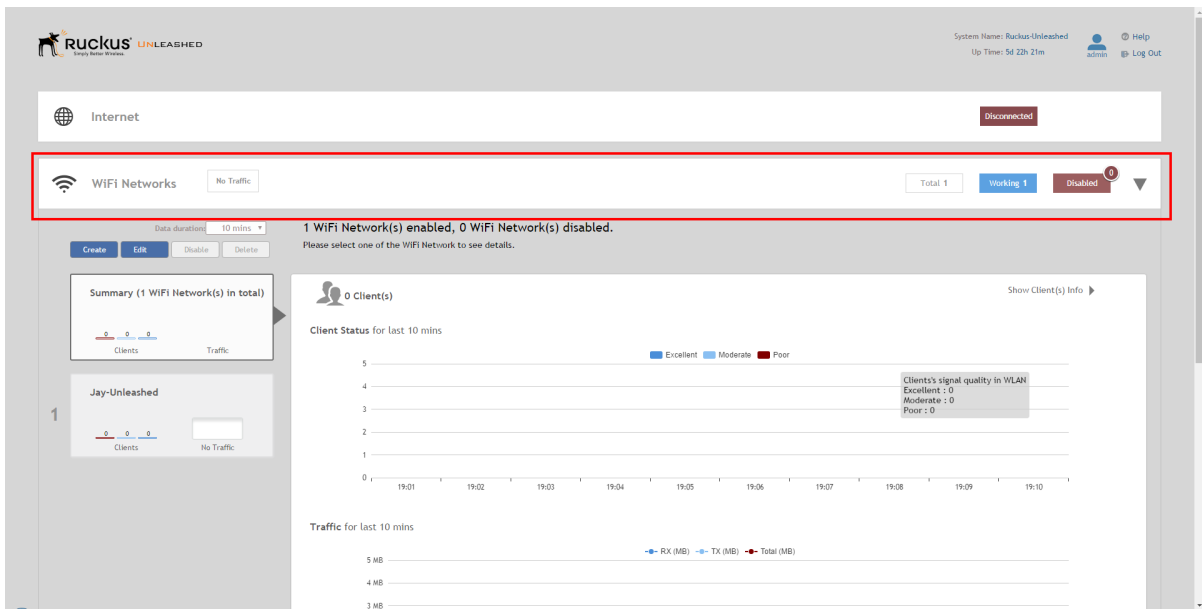 Ruckus UNLEASHED
Simply Better Wireless.
System Name: Ruckus-Unleashed
Up Time: 5d 22h 21m
admin
Help
Log Out
Internet
Disconnected
WiFi Networks
No Traffic
Total 1
Working 1
Disabled
0
Data duration: 10 mins
Create Edit Disable Delete
1 WiFi Network(s) enabled, 0 WiFi Network(s) disabled.
Please select one of the WiFi Network to see details.
Summary (1 WiFi Network(s) in total)
0 0 0
Clients Traffic
1
Jay-Unleashed
0 0 0
Clients No Traffic
0 Client(s)
Show Client(s) Info
Client Status for last 10 mins
Excellent Moderate Poor
5
4
3
2
1
0
Clients's signal quality in WLAN
Excellent : 0
Moderate : 0
Poor : 0
19:01 19:02 19:03 19:04 19:05 19:06 19:07 19:08 19:09 19:10
Traffic for last 10 mins
RX (MB) TX (MB) Total (MB)
5 MB
4 MB
3 MB